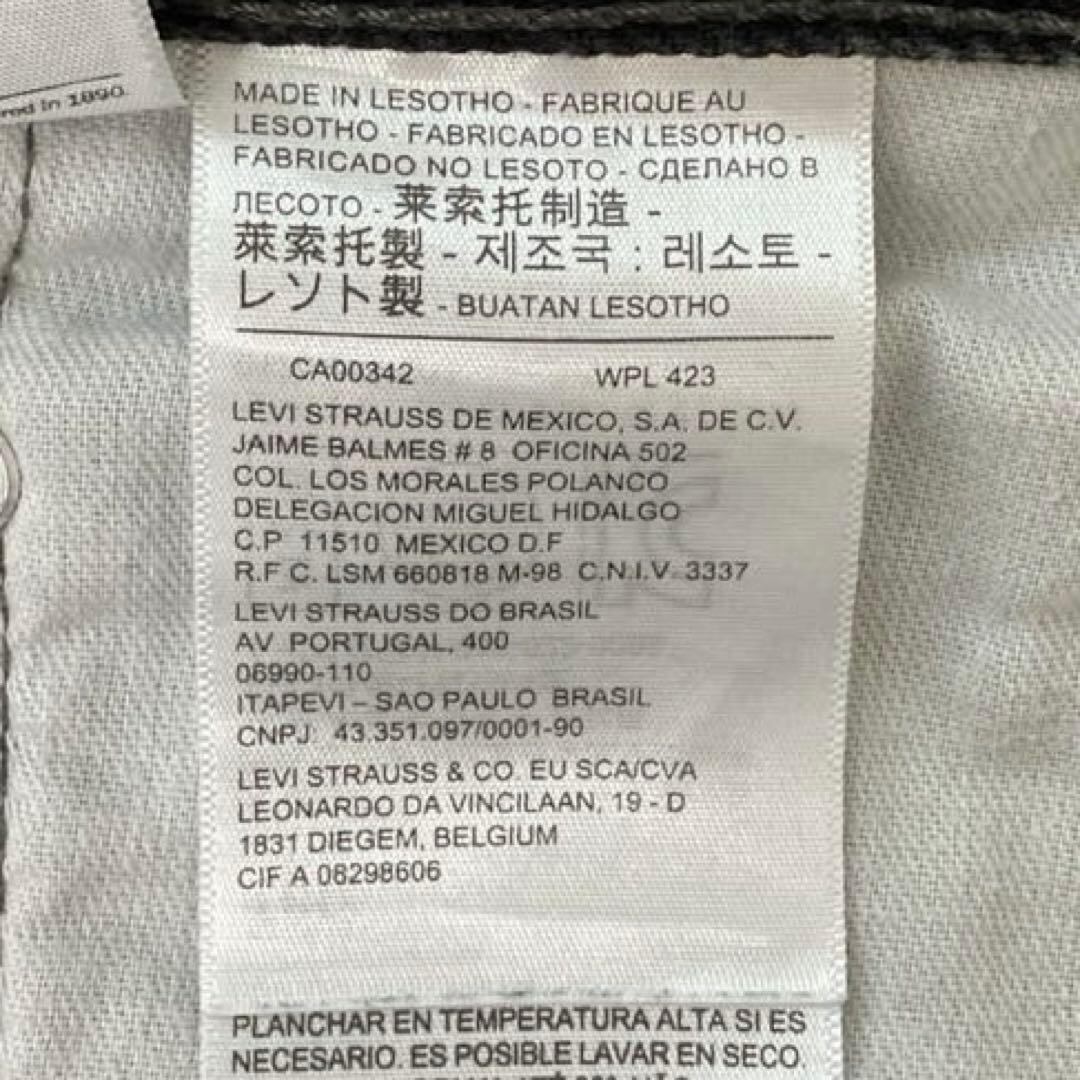 red in 1890
MADE IN LESOTHO - FABRIQUE AU
LESOTHO - FABRICADO EN LESOTHO -
FABRICADO NO LESOTO - СДЕЛАНО В
ЛЕСОТО - 莱索托制造 -
萊索托製 - 제조국 : 레소토 -
レソト製 - BUATAN LESOTHO
CA00342 WPL 423
LEVI STRAUSS DE MEXICO, S.A. DE C.V.
JAIME BALMES # 8 OFICINA 502
COL. LOS MORALES POLANCO
DELEGACION MIGUEL HIDALGO
C.P 11510 MEXICO D.F
R.F C. LSM 660818 M-98 C.N.I.V. 3337
LEVI STRAUSS DO BRASIL
AV PORTUGAL, 400
06990-110
ITAPEVI – SAO PAULO BRASIL
CNPJ: 43.351.097/0001-90
LEVI STRAUSS & CO. EU SCA/CVA
LEONARDO DA VINCILAAN, 19 - D
1831 DIEGEM, BELGIUM
CIF A 08298606
PLANCHAR EN TEMPERATURA ALTA SI ES
NECESARIO. ES POSIBLE LAVAR EN SECO.